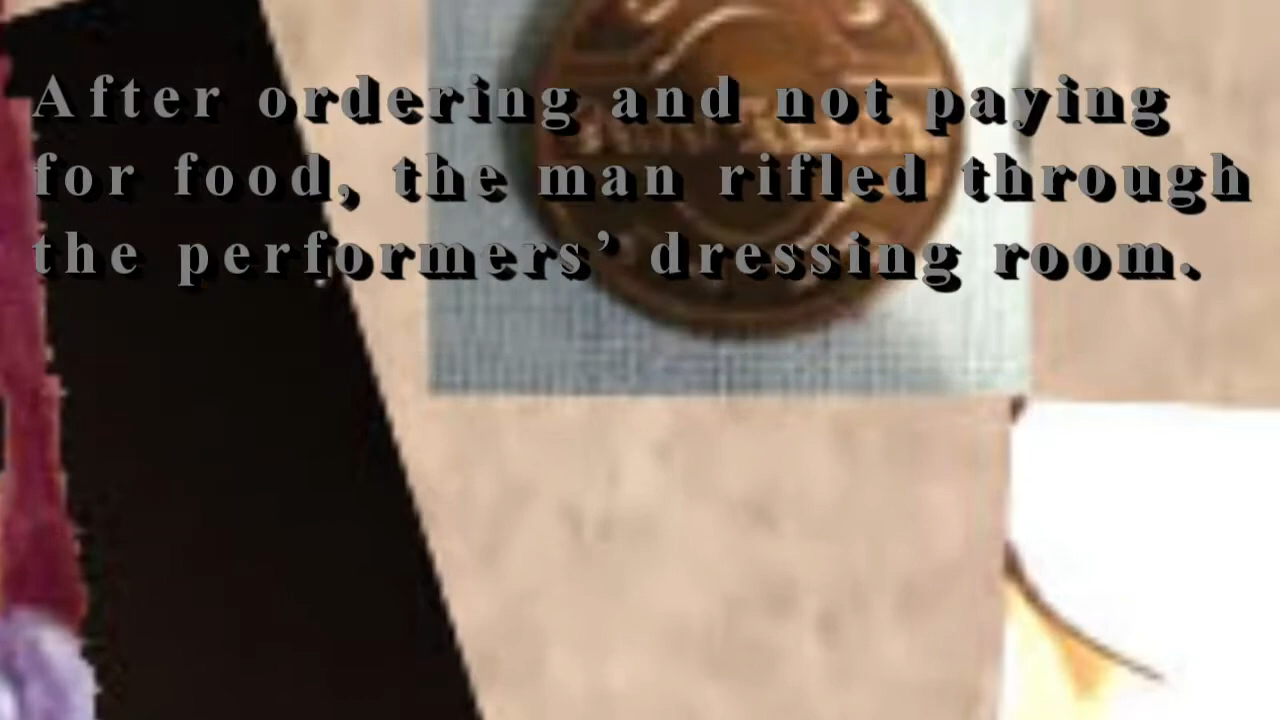 After ordering and not paying
for food, the man rifled through
the performers’ dressing room.